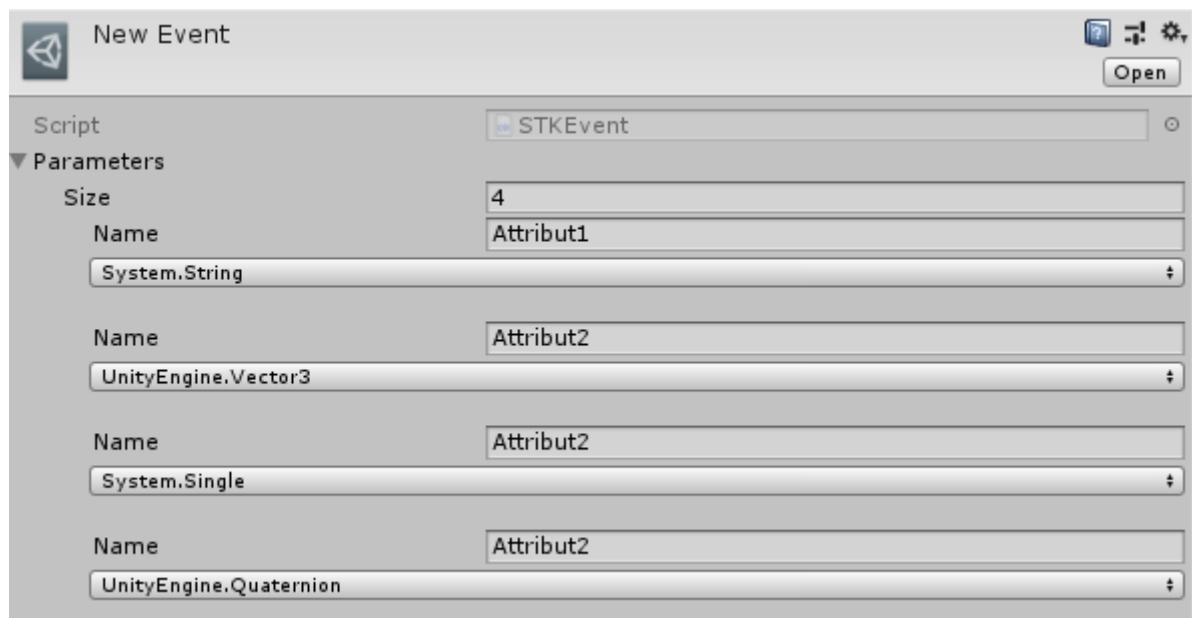 New Event
Open
Script STKEvent
Parameters
Size 4
Name Attribut1
System.String
Name Attribut2
UnityEngine.Vector3
Name Attribut2
System.Single
Name Attribut2
UnityEngine.Quaternion